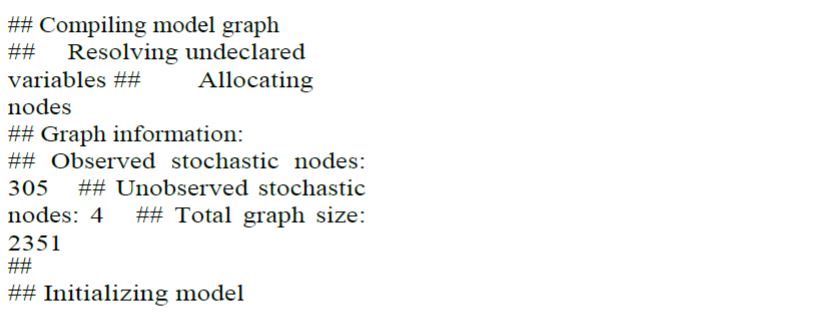 ## Compiling model graph
## Resolving undeclared
variables ## Allocating
nodes
## Graph information:
## Observed stochastic nodes:
305 ## Unobserved stochastic
nodes: 4 ## Total graph size:
2351
##
## Initializing model